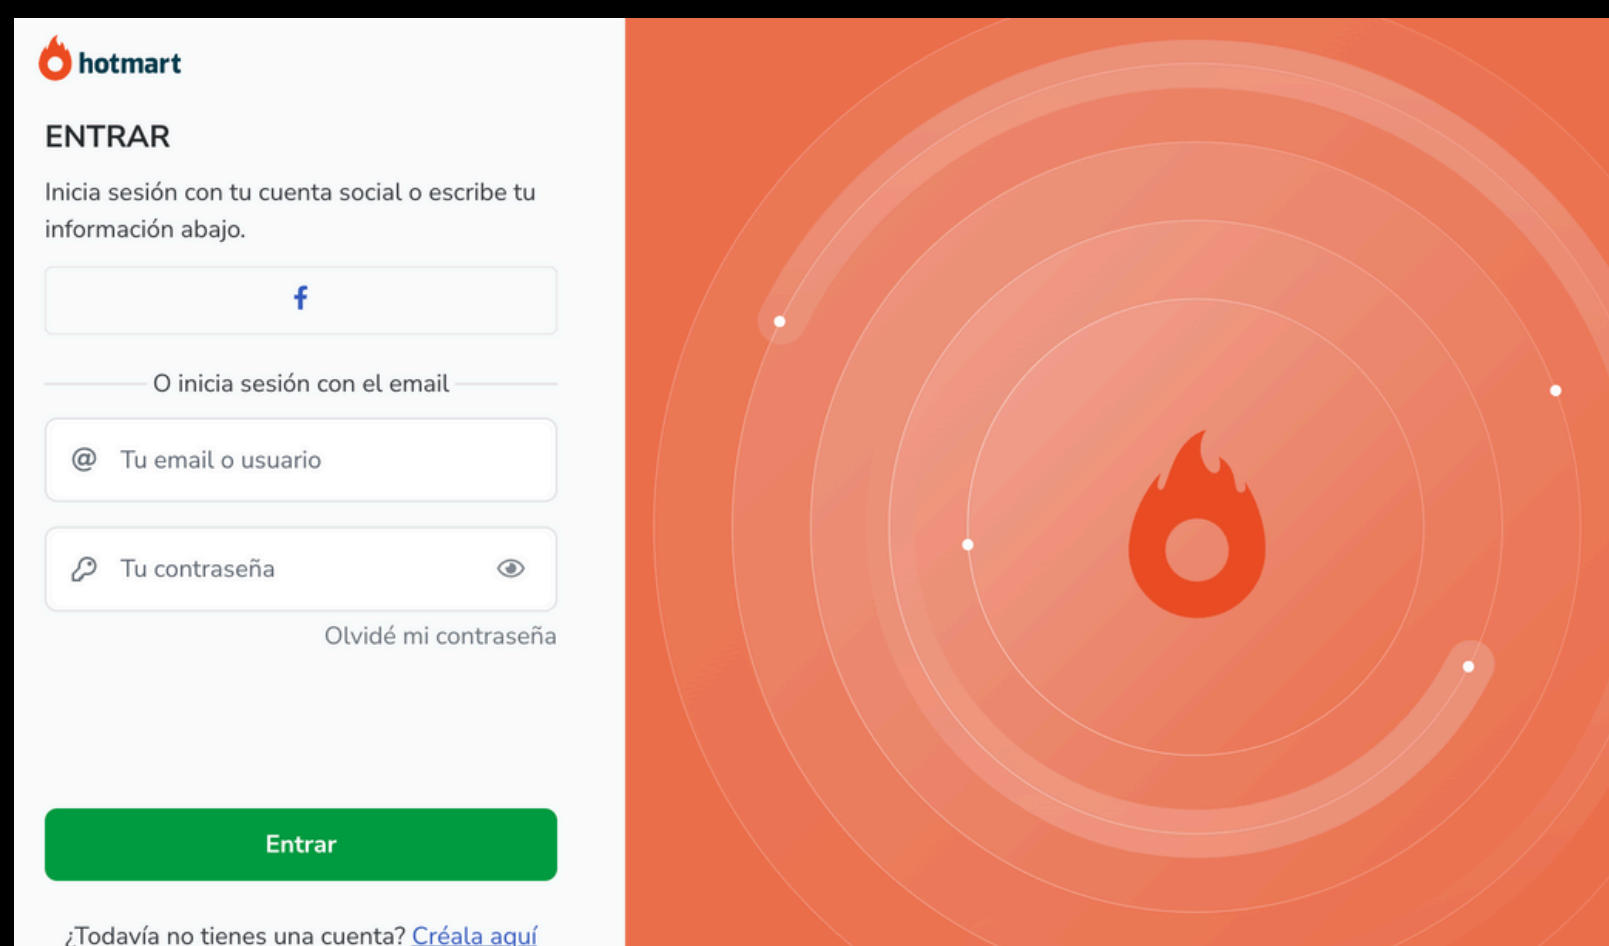 hotmart
ENTRAR
Inicia sesión con tu cuenta social o escribe tu
información abajo.
f
O inicia sesión con el email
@ Tu email o usuario
Tu contraseña
Olvidé mi contraseña
Entrar
¿Todavía no tienes una cuenta? Créala aquí